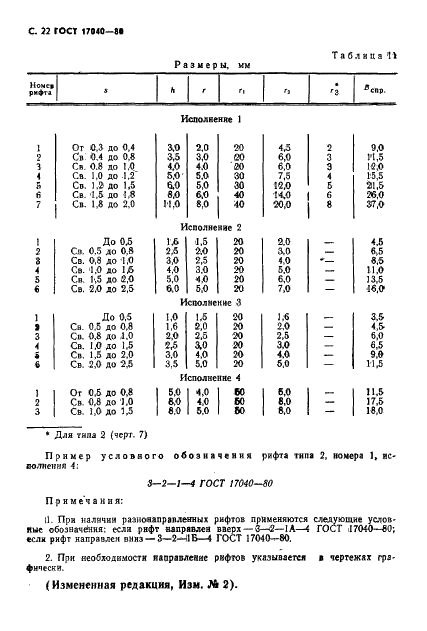 С. 22 ГОСТ 17040—80
Таблица 11
Размеры, мм
Номер рифта s h r r₁ r₂ r₃* Bспр.
Исполнение 1
1 От 0,3 до 0,4 3,0 2,0 20 4,5 2 9,0
2 Св. 0,4 до 0,8 3,5 3,0 20 6,0 3 11,5
3 Св. 0,8 до 1,0 4,0 4,0 20 6,0 3 12,0
4 Св. 1,0 до 1,2 5,0 5,0 30 7,5 4 15,5
5 Св. 1,2 до 1,5 6,0 5,0 30 12,0 5 21,5
6 Св. 1,5 до 1,8 8,0 6,0 40 14,0 6 26,0
7 Св. 1,8 до 2,0 11,0 8,0 40 20,0 8 37,0
Исполнение 2
1 До 0,5 1,6 1,5 20 2,0 — 4,5
2 Св. 0,5 до 0,8 2,5 2,0 20 3,0 — 6,5
3 Св. 0,8 до 1,0 3,0 2,5 20 4,0 — 8,5
4 Св. 1,0 до 1,5 4,0 3,0 20 5,0 — 11,0
5 Св. 1,5 до 2,0 5,0 4,0 20 6,0 — 13,5
6 Св. 2,0 до 2,5 6,0 5,0 20 7,0 — 16,0
Исполнение 3
1 До 0,5 1,0 1,5 20 1,6 — 3,5
2 Св. 0,5 до 0,8 1,6 2,0 20 2,0 — 4,5
3 Св. 0,8 до 1,0 2,0 2,5 20 2,5 — 6,0
4 Св. 1,0 до 1,5 2,5 3,0 20 3,0 — 6,5
5 Св. 1,5 до 2,0 3,0 4,0 20 4,0 — 9,0
6 Св. 2,0 до 2,5 3,5 5,0 20 5,0 — 11,5
Исполнение 4
1 От 0,5 до 0,8 5,0 4,0 50 5,0 — 11,5
2 Св. 0,8 до 1,0 8,0 4,0 50 8,0 — 17,5
3 Св. 1,0 до 1,5 8,0 5,0 50 8,0 — 18,0
* Для типа 2 (черт. 7)
Пример условного обозначения рифта типа 2, номера 1, ис-
полнения 4:
3—2—1—4 ГОСТ 17040—80
Примечания:
1. При наличии разнонаправленных рифтов применяются следующие услов-
ные обозначения: если рифт направлен вверх — 3—2—1А—4 ГОСТ 17040—80;
если рифт направлен вниз — 3—2—1Б—4 ГОСТ 17040—80.
2. При необходимости направление рифтов указывается в чертежах гра-
фически.
(Измененная редакция, Изм. № 2).